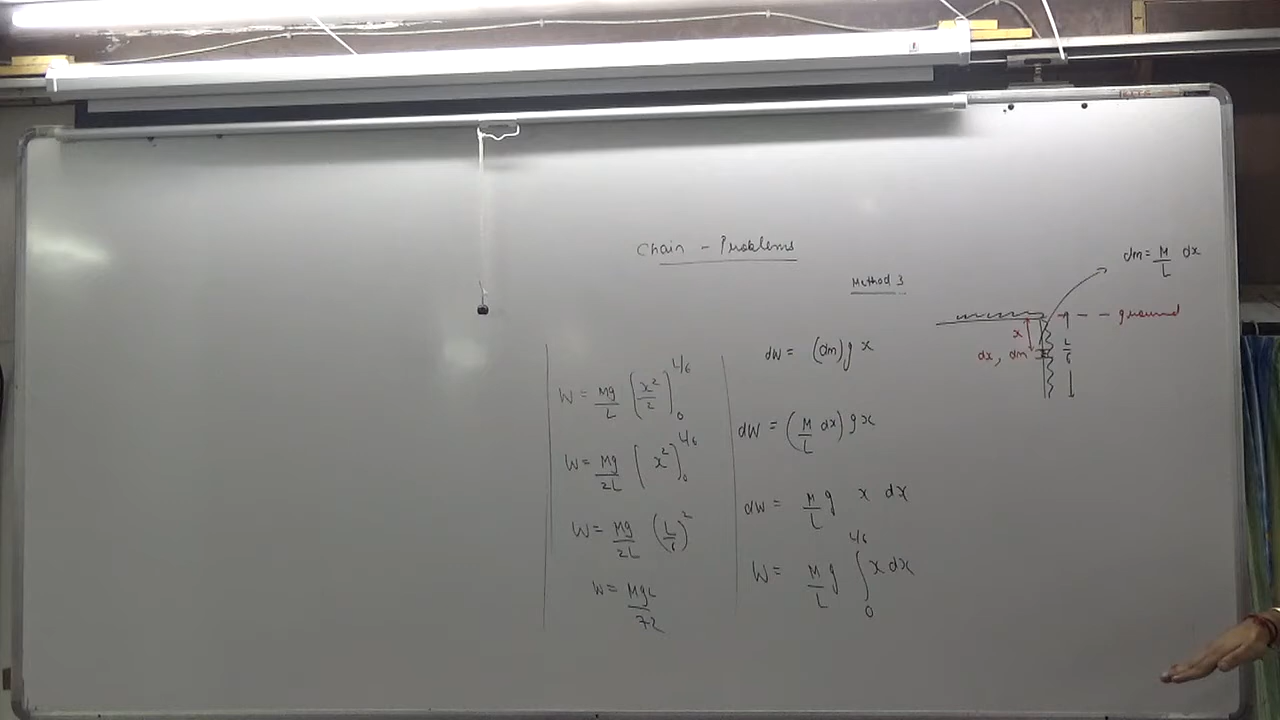 Chain - Problems
Method 3
dm = M/L dx
ground
x
dx, dm
L/6
dW = (dm)g x
dW = (M/L dx) g x
dW = M/L g x dx
W = M/L g ∫₀^(L/6) x dx
W = Mg/L [x²/2]₀^(L/6)
W = Mg/2L [x²]₀^(L/6)
W = Mg/2L (L/6)²
W = MgL/72